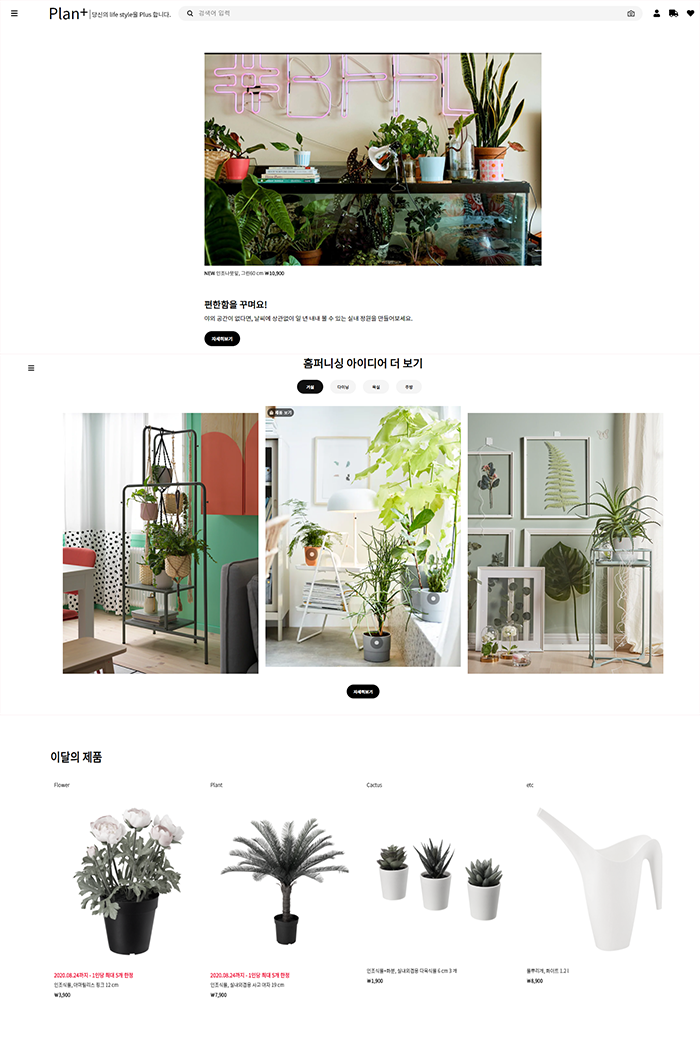 Plan+ | 당신의 life style을 Plus 합니다.
검색어 입력
#BFFL
NEW 인조나뭇잎, 그린60 cm ₩10,900
편한함을 꾸며요!
야외 공간이 없다면, 날씨에 상관없이 일 년 내내 볼 수 있는 실내 정원을 만들어보세요.
자세히보기
홈퍼니싱 아이디어 더 보기
거실
다이닝
욕실
주방
제품 보기
자세히보기
이달의 제품
Flower
Plant
Cactus
etc
2020.08.24까지 - 1인당 최대 5개 한정
인조식물, 아마릴리스 핑크 12 cm
₩3,900
2020.08.24까지 - 1인당 최대 5개 한정
인조식물, 실내외겸용 사고 야자 19 cm
₩7,900
인조식물+화분, 실내외겸용 다육식물 6 cm 3 개
₩1,900
물뿌리개, 화이트 1.2 l
₩8,900